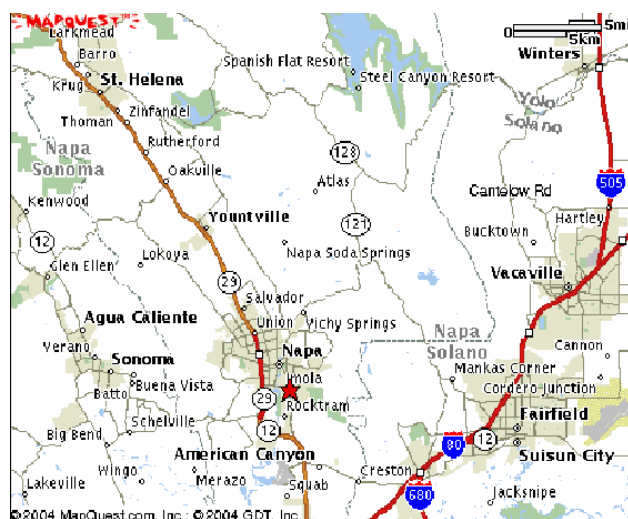 MAPQUEST
Larkmead
Barro
Krug
St. Helena
Thoman
Zinfandel
Rutherford
Oakville
Napa
Sonoma
Kenwood
12
Glen Ellen
Lokoya
Yountville
Spanish Flat Resort
Steel Canyon Resort
128
Atlas
121
Napa Soda Springs
0
5mi
5km
Winters
Yolo
Solano
505
Cantelow Rd
Hartley
Bucktown
Vacaville
29
Salvador
Union
Vichy Springs
Agua Caliente
Verano
Sonoma
Batto
Buena Vista
Schelville
Big Bend
Wingo
Lakeville
Napa
Imola
29
Rocktram
12
American Canyon
Merazo
Squab
Napa
Solano
Mankas Corner
Cannon
Cordero Junction
Fairfield
80
12
Suisun City
Creston
680
Jacksnipe
©2004 MapQuest.com, Inc.; ©2004 GDT, Inc.